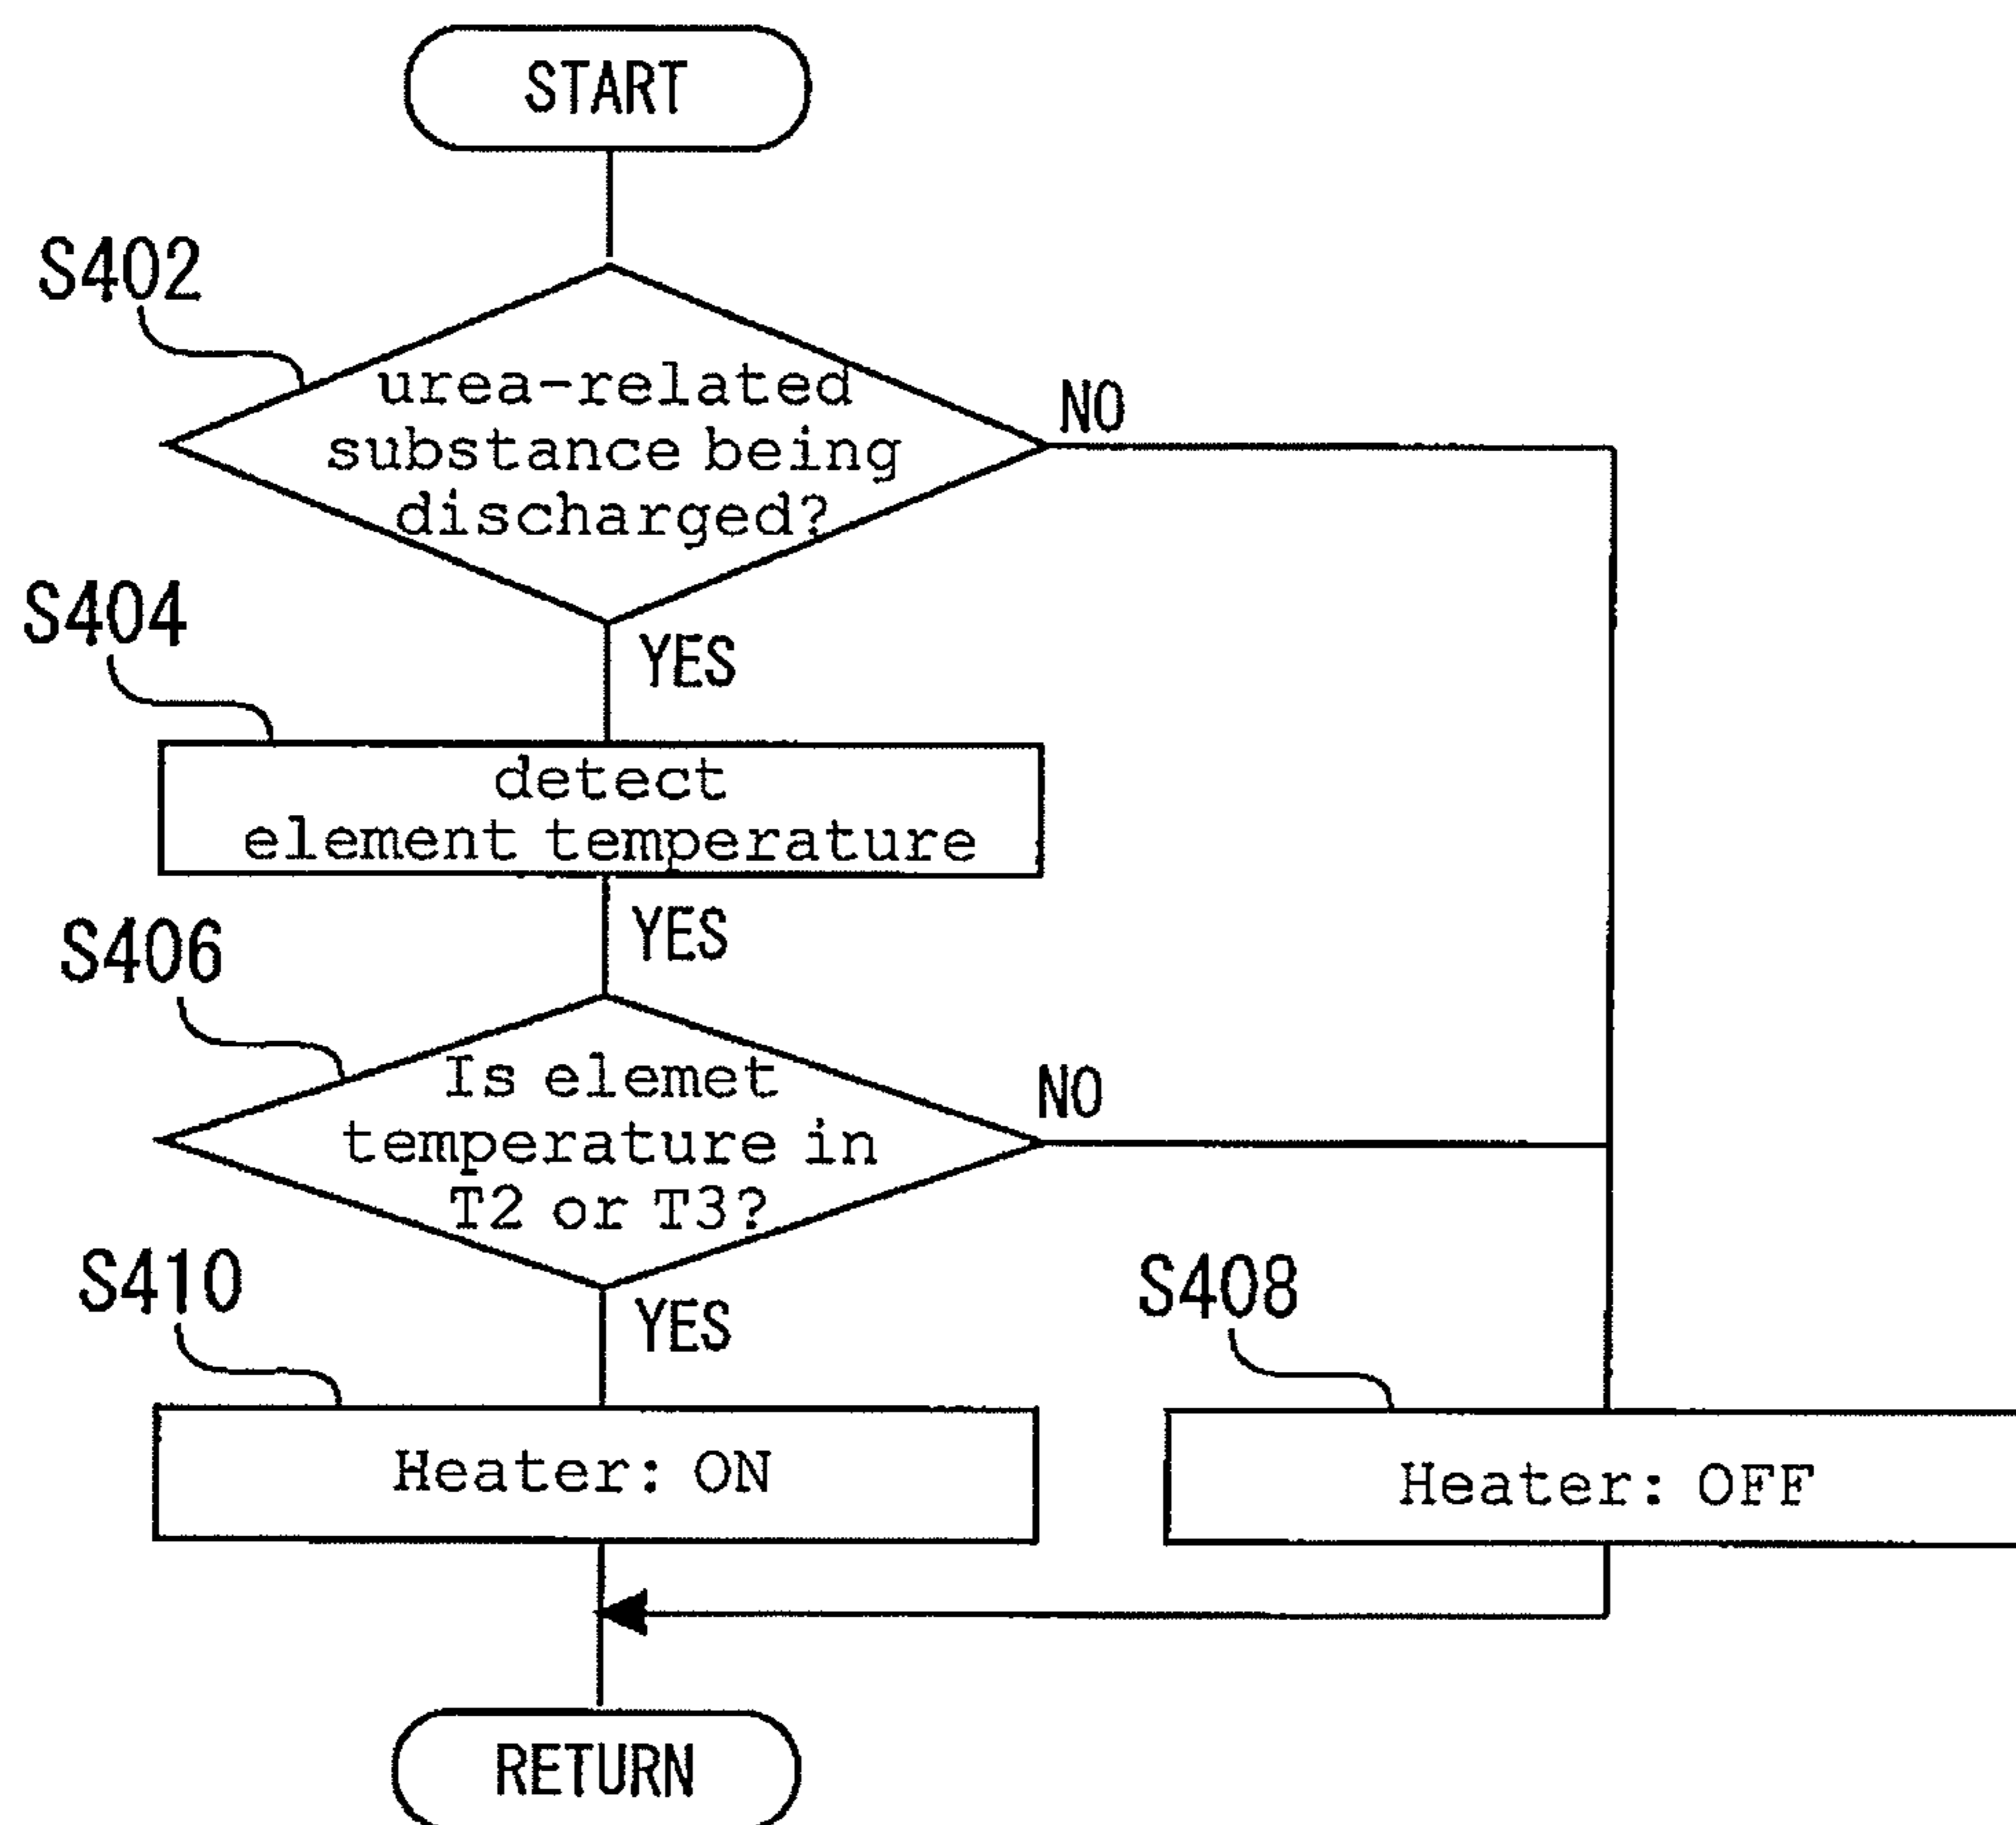 START
S402
urea-related
substance being
discharged?
NO
S404
YES
detect
element temperature
YES
S406
Is elemet
temperature in
T2 or T3?
NO
S410
YES
S408
Heater: ON
Heater: OFF
RETURN